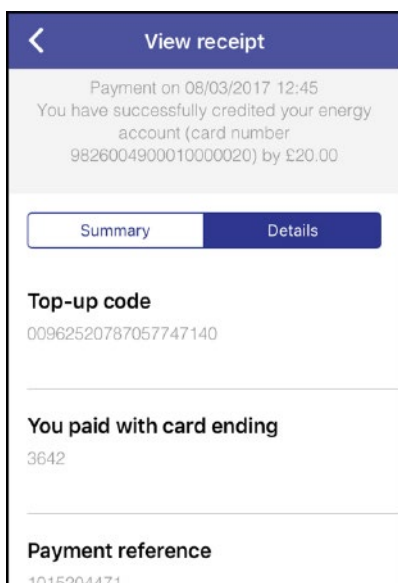 View receipt
Payment on 08/03/2017 12:45
You have successfully credited your energy
account (card number
9826004900010000020) by £20.00
Summary
Details
Top-up code
00962520787057747140
You paid with card ending
3642
Payment reference
1015294471